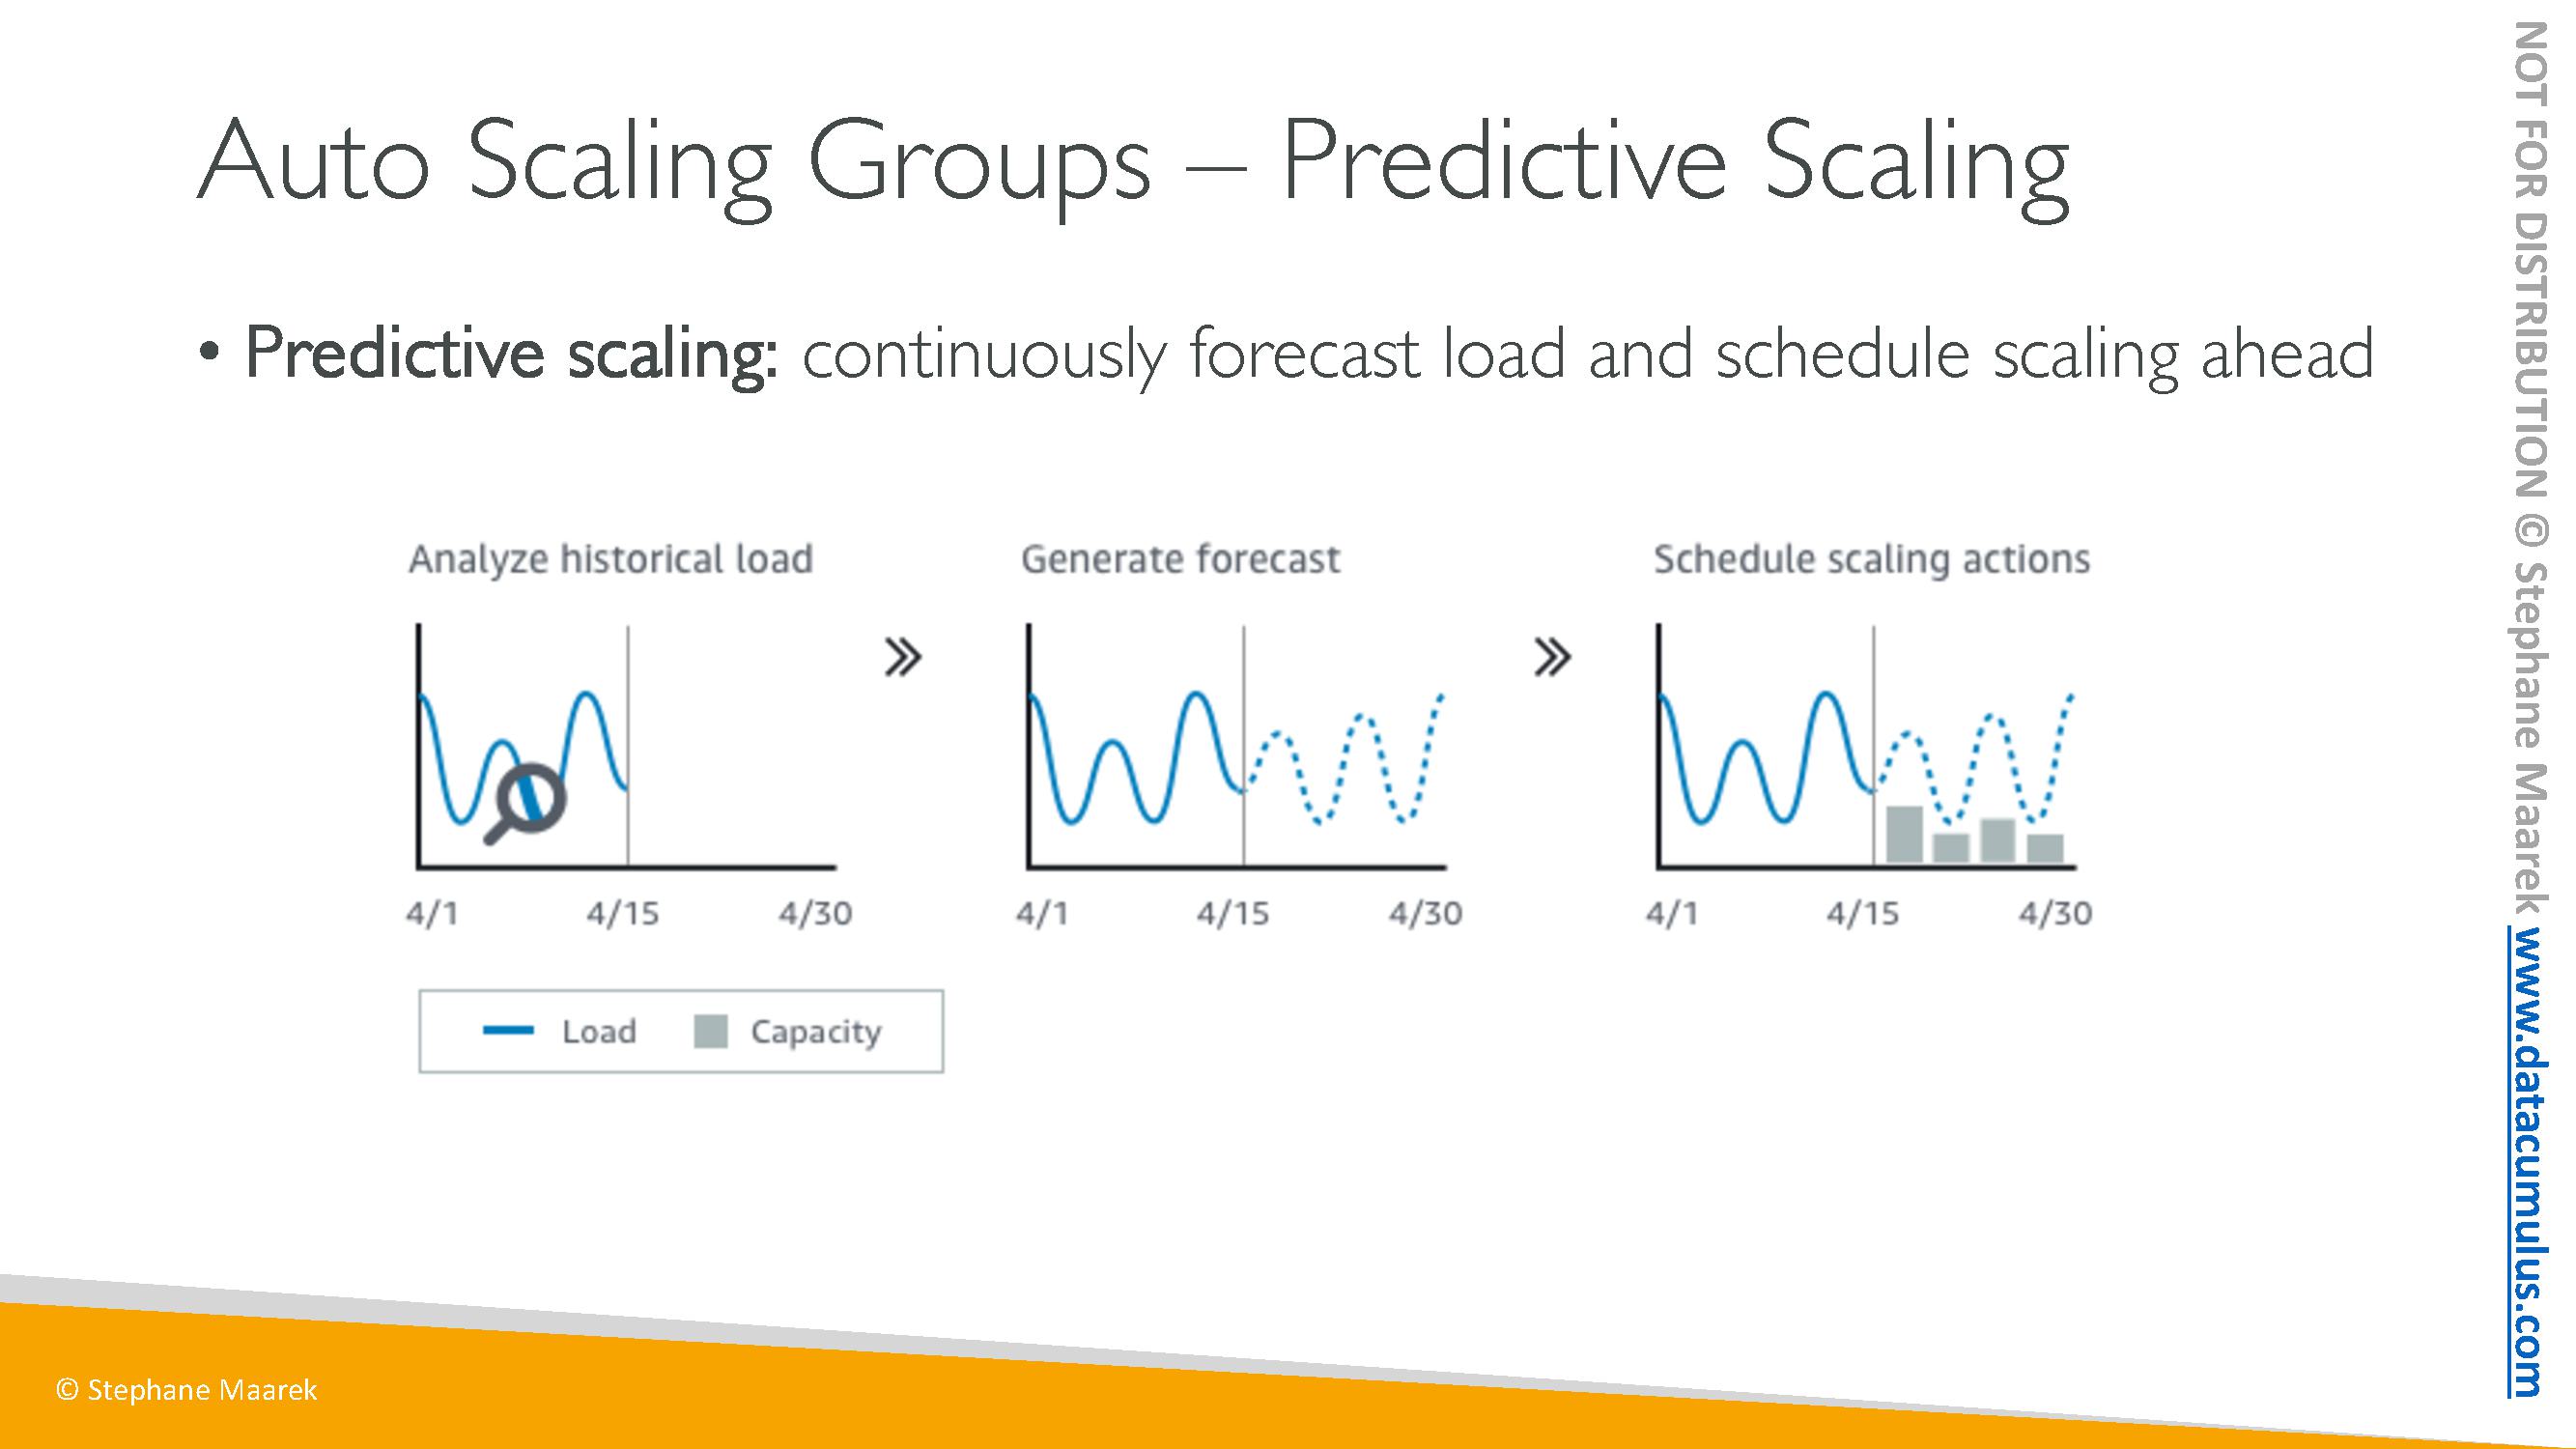 Auto Scaling Groups – Predictive Scaling
• Predictive scaling: continuously forecast load and schedule scaling ahead
Analyze historical load
4/1 4/15 4/30
Generate forecast
4/1 4/15 4/30
Schedule scaling actions
4/1 4/15 4/30
Load Capacity
© Stephane Maarek
NOT FOR DISTRIBUTION © Stephane Maarek www.datacumulus.com